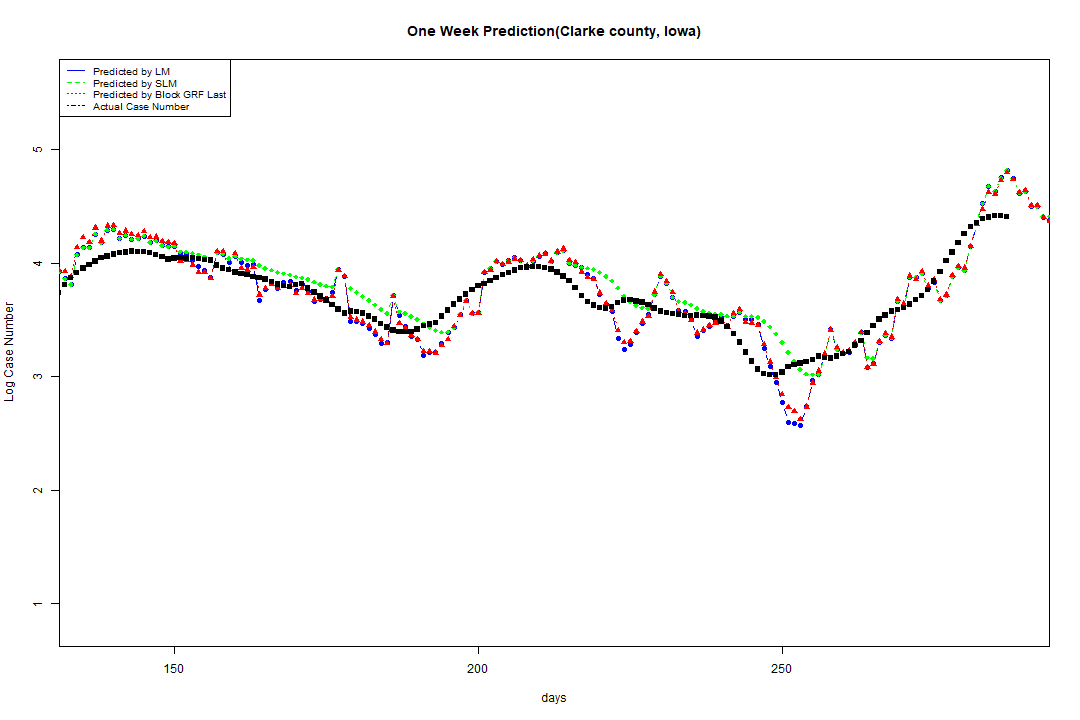 One Week Prediction(Clarke county, Iowa)
Predicted by LM
Predicted by SLM
Predicted by Block GRF Last
Actual Case Number
5
4
3
2
1
Log Case Number
150 200 250
days